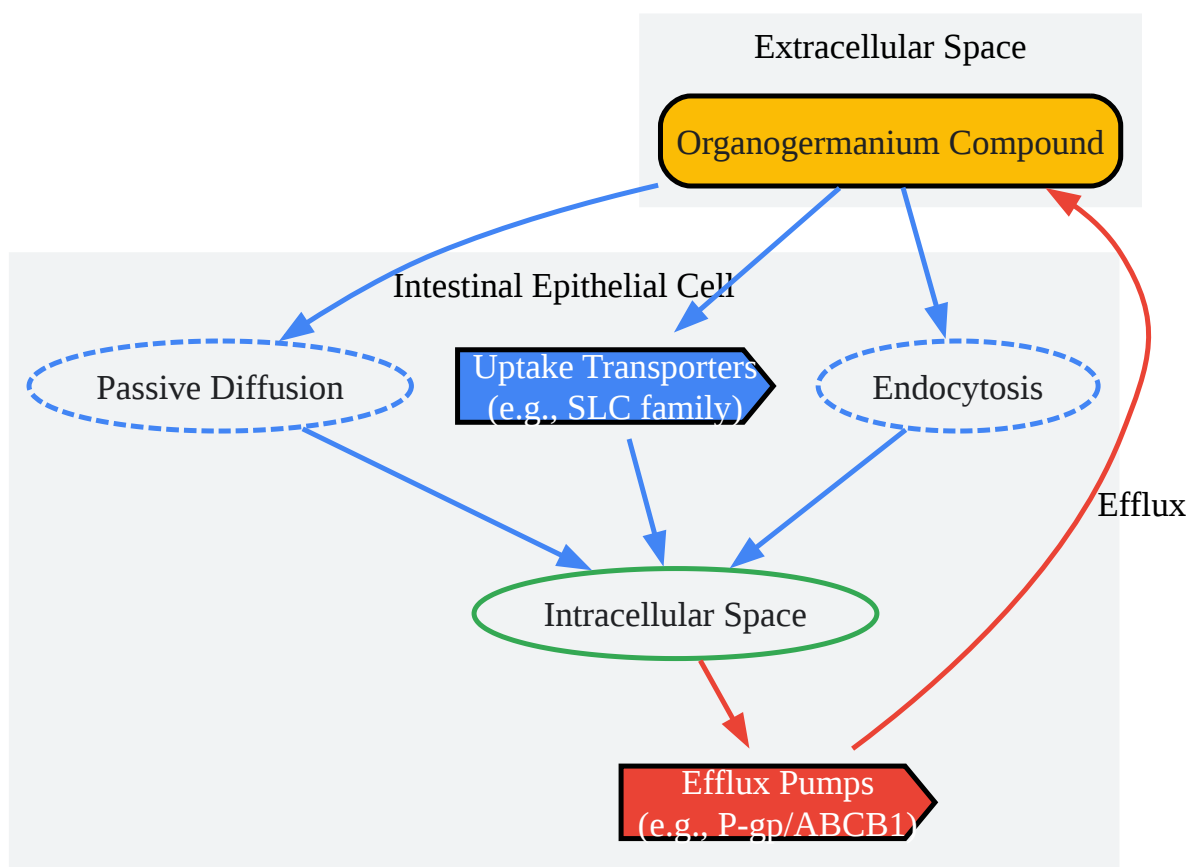 Extracellular Space
Organogermanium Compound
Intestinal Epithelial Cell
Passive Diffusion
Uptake Transporters
(e.g., SLC family)
Endocytosis
Efflux
Intracellular Space
Efflux Pumps
(e.g., P-gp/ABCB1)